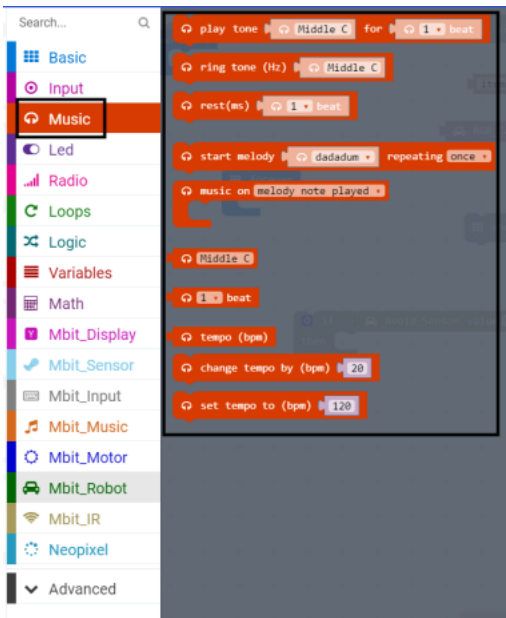 Search...
Basic
Input
Music
Led
Radio
Loops
Logic
Variables
Math
Mbit_Display
Mbit_Sensor
Mbit_Input
Mbit_Music
Mbit_Motor
Mbit_Robot
Mbit_IR
Neopixel
Advanced
play tone Middle C for 1 beat
ring tone (Hz) Middle C
rest(ms) 1 beat
start melody dadadum repeating once
music on melody note played
Middle C
1 beat
tempo (bpm)
change tempo by (bpm) 20
set tempo to (bpm) 120